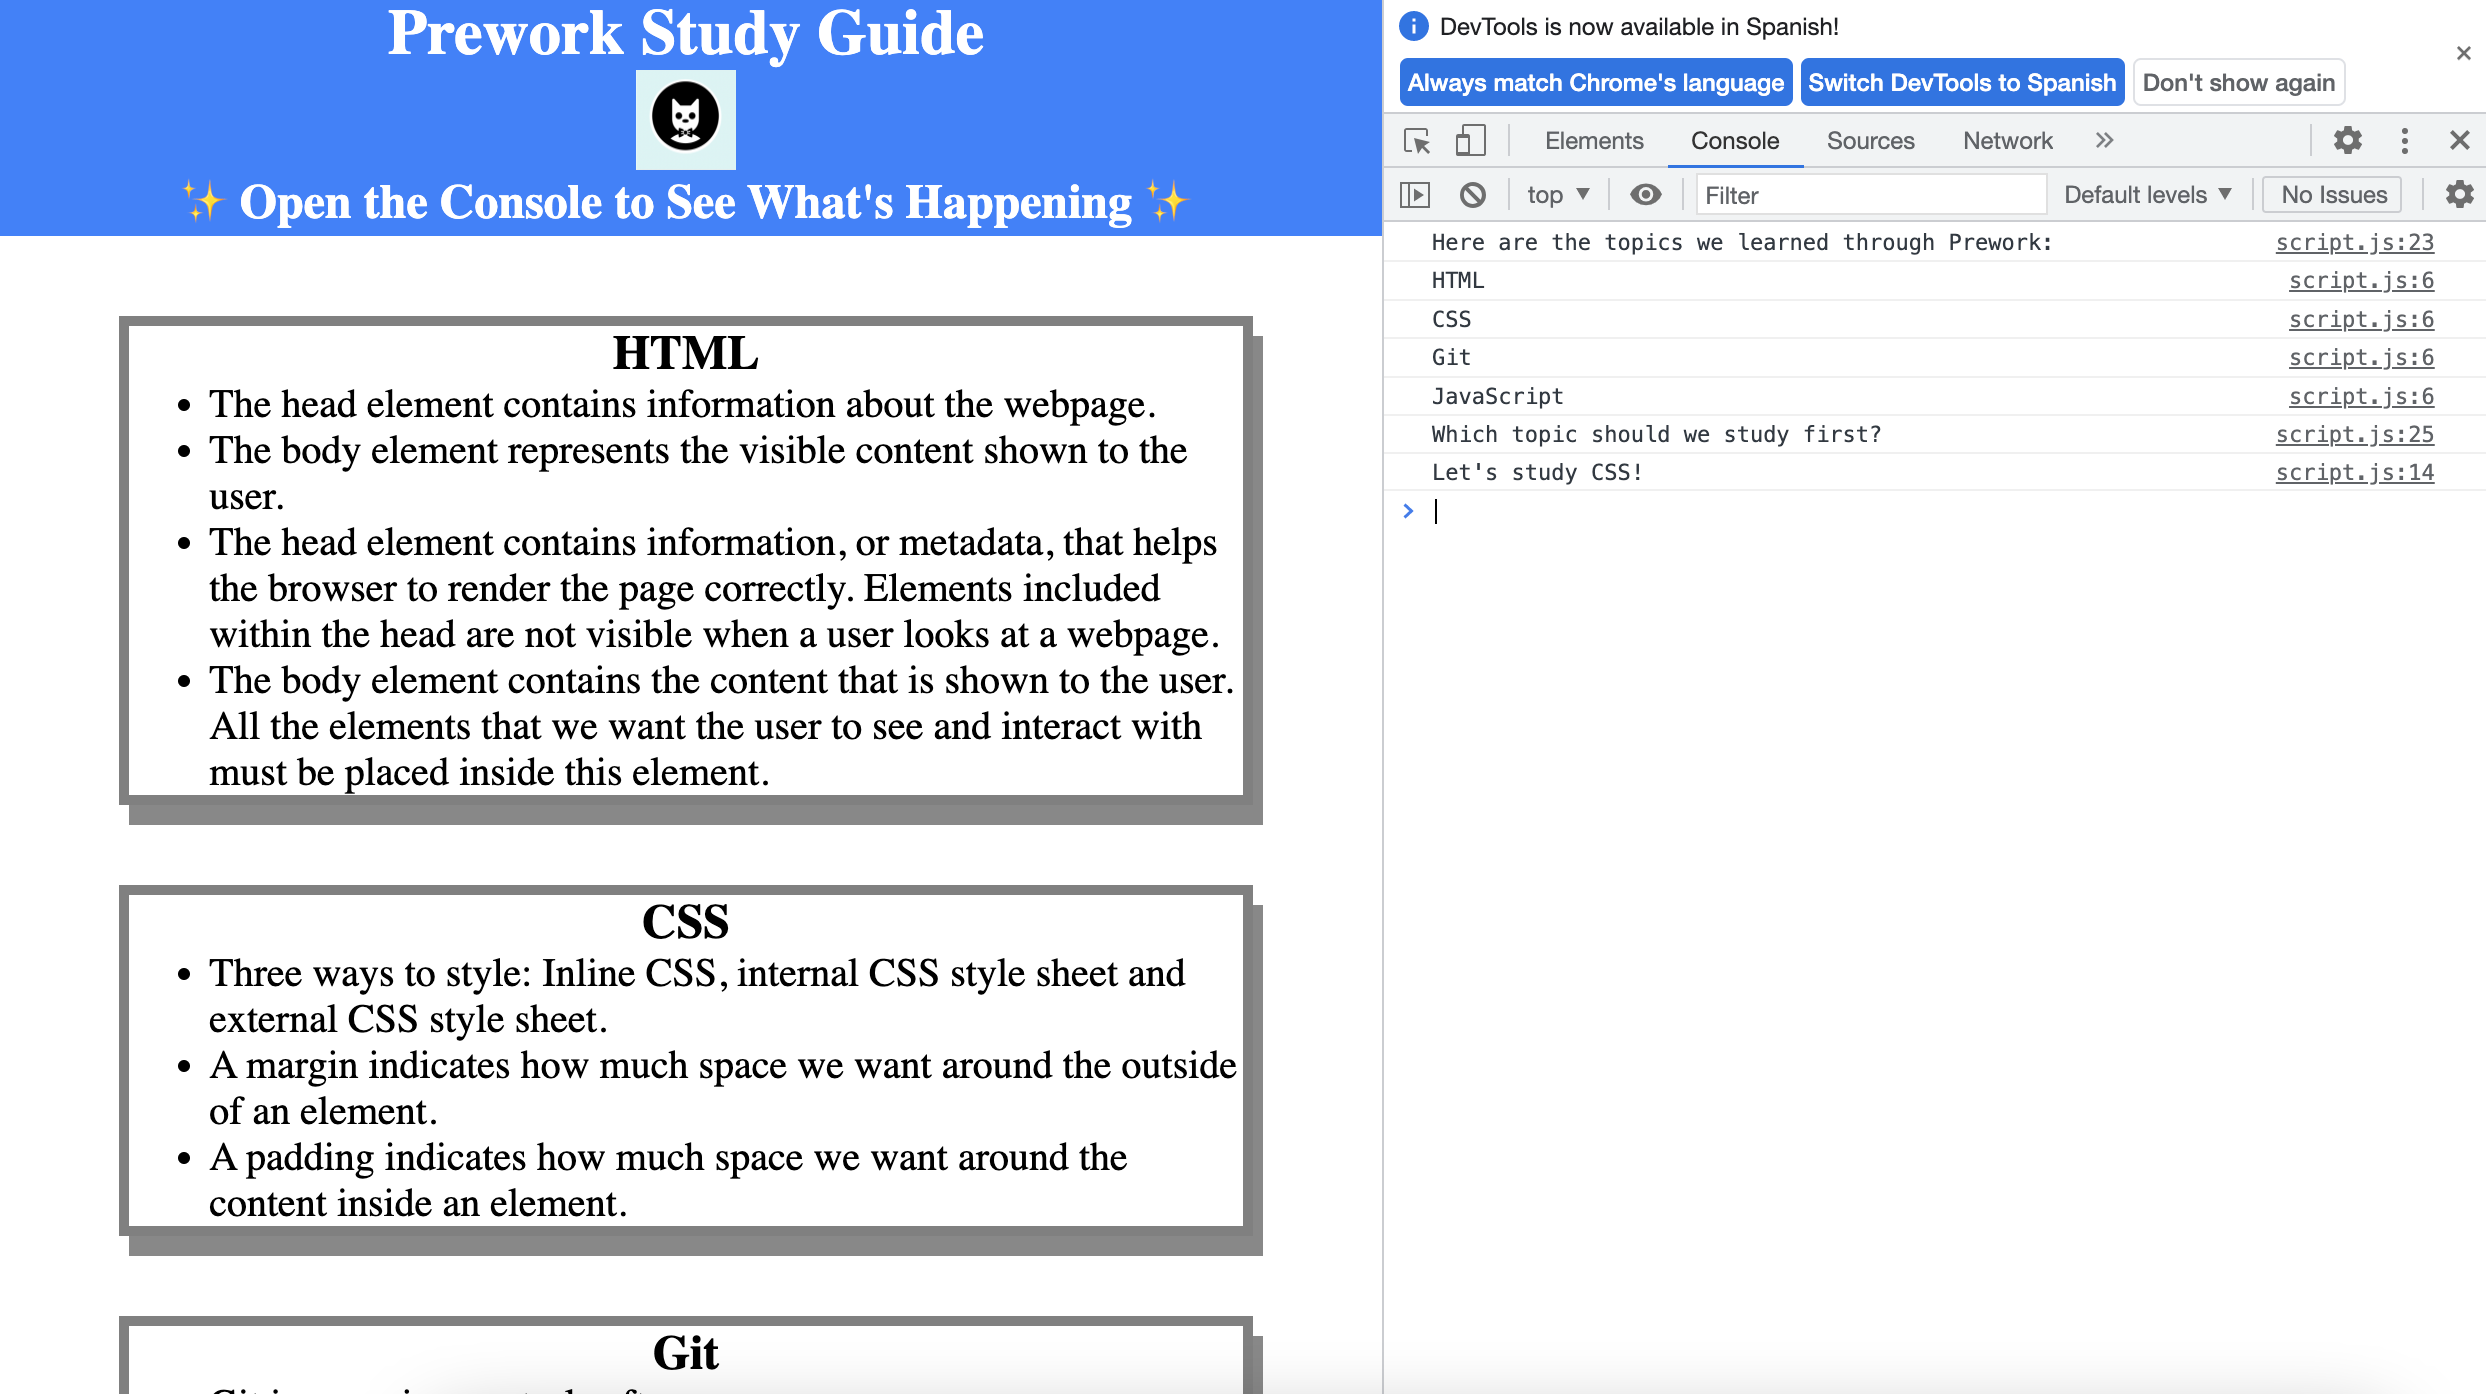 Prework Study Guide
✨ Open the Console to See What's Happening ✨
HTML
• The head element contains information about the webpage.
• The body element represents the visible content shown to the
user.
• The head element contains information, or metadata, that helps
the browser to render the page correctly. Elements included
within the head are not visible when a user looks at a webpage.
• The body element contains the content that is shown to the user.
All the elements that we want the user to see and interact with
must be placed inside this element.
CSS
• Three ways to style: Inline CSS, internal CSS style sheet and
external CSS style sheet.
• A margin indicates how much space we want around the outside
of an element.
• A padding indicates how much space we want around the
content inside an element.
Git
DevTools is now available in Spanish!
Always match Chrome's language Switch DevTools to Spanish Don't show again
Elements Console Sources Network
top Filter Default levels No Issues
Here are the topics we learned through Prework: script.js:23
HTML script.js:6
CSS script.js:6
Git script.js:6
JavaScript script.js:6
Which topic should we study first? script.js:25
Let's study CSS! script.js:14